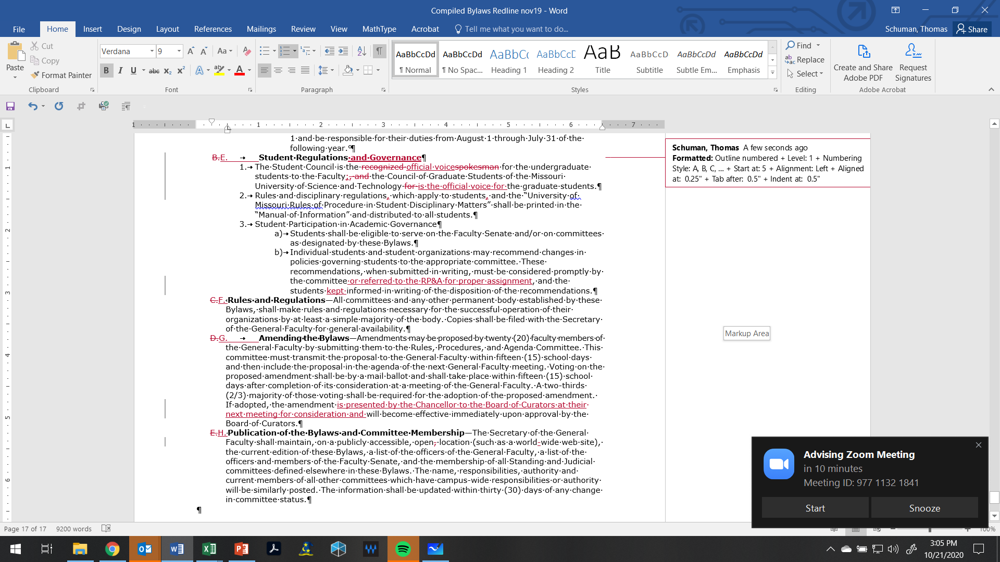 Compiled Bylaws Redline nov19 - Word
File Home Insert Design Layout References Mailings Review View MathType Acrobat Tell me what you want to do... Schuman, Thomas Share
Paste Cut Copy Format Painter
Verdana 9
AaBbCcDd AaBbCcDd AaBbCc AaBbCcD AaB AaBbCcD AaBbCcDd AaBbCcDd
¶ Normal ¶ No Spac... Heading 1 Heading 2 Title Subtitle Subtle Em... Emphasis
Find Replace Select
Create and Share Adobe PDF Request Signatures
Clipboard Font Paragraph Styles Editing Adobe Acrobat
1 1 2 3 4 5 6 7
1·and·be·responsible·for·their·duties·from·August·1·through·July·31·of·the·
following·year.°¶
B.E. Student·Regulations·and·Governance¶
1. The·Student·Council·is·the·recognized·official·voicespokesman·for·the·undergraduate·
students·to·the·Faculty;,·and·the·Council·of·Graduate·Students·of·the·Missouri·
University·of·Science·and·Technology·for·is·the·official·voice·for·the·graduate·students.¶
2. Rules·and·disciplinary·regulations,·which·apply·to·students,·and·the·“University·of·
Missouri·Rules·of·Procedure·in·Student·Disciplinary·Matters”·shall·be·printed·in·the·
“Manual·of·Information”·and·distributed·to·all·students.¶
3. Student·Participation·in·Academic·Governance¶
a) Students·shall·be·eligible·to·serve·on·the·Faculty·Senate·and/or·on·committees·
as·designated·by·these·Bylaws.¶
b) Individual·students·and·student·organizations·may·recommend·changes·in·
policies·governing·students·to·the·appropriate·committee.·These·
recommendations,·when·submitted·in·writing,·must·be·considered·promptly·by·
the·committee·or·referred·to·the·RP&A·for·proper·assignment,·and·the·
students·kept·informed·in·writing·of·the·disposition·of·the·recommendations.¶
C.F.·Rules·and·Regulations—All·committees·and·any·other·permanent·body·established·by·these·
Bylaws,·shall·make·rules·and·regulations·necessary·for·the·successful·operation·of·their·
organizations·by·at·least·a·simple·majority·of·the·body.·Copies·shall·be·filed·with·the·Secretary·
of·the·General·Faculty·for·general·availability.¶
D.G. Amending·the·Bylaws—Amendments·may·be·proposed·by·twenty·(20)·faculty·members·of·
the·General·Faculty·by·submitting·them·to·the·Rules,·Procedures,·and·Agenda·Committee.·This·
committee·must·transmit·the·proposal·to·the·General·Faculty·within·fifteen·(15)·school·days·
and·then·include·the·proposal·in·the·agenda·of·the·next·General·Faculty·meeting.·Voting·on·the·
proposed·amendment·shall·be·by·a·mail·ballot·and·shall·take·place·within·fifteen·(15)·school·
days·after·completion·of·its·consideration·at·a·meeting·of·the·General·Faculty.·A·two-thirds·
(2/3)·majority·of·those·voting·shall·be·required·for·the·adoption·of·the·proposed·amendment.·
If·adopted,·the·amendment·is·presented·by·the·Chancellor·to·the·Board·of·Curators·at·their·
next·meeting·for·consideration·and·will·become·effective·immediately·upon·approval·by·the·
Board·of·Curators.¶
E.H.·Publication·of·the·Bylaws·and·Committee·Membership—The·Secretary·of·the·General·
Faculty·shall·maintain,·on·a·publicly·accessible,·open,·location·(such·as·a·world-wide·web·site),·
the·current·edition·of·these·Bylaws,·a·list·of·the·officers·of·the·General·Faculty,·a·list·of·the·
officers·and·members·of·the·Faculty·Senate,·and·the·membership·of·all·Standing·and·Judicial·
committees·defined·elsewhere·in·these·Bylaws.·The·name,·responsibilities,·authority·and·
current·members·of·all·other·committees·which·have·campus-wide·responsibilities·or·authority·
will·be·similarly·posted.·The·information·shall·be·updated·within·thirty·(30)·days·of·any·change·
in·committee·status.¶
¶
Schuman, Thomas A few seconds ago
Formatted: Outline numbered + Level: 1 + Numbering
Style: A, B, C, ... + Start at: 5 + Alignment: Left + Aligned
at: 0.25" + Tab after: 0.5" + Indent at: 0.5"
Markup Area
Advising Zoom Meeting
in 10 minutes
Meeting ID: 977 1132 1841
Start Snooze
Page 17 of 17 9200 words 100%
3:05 PM
10/21/2020